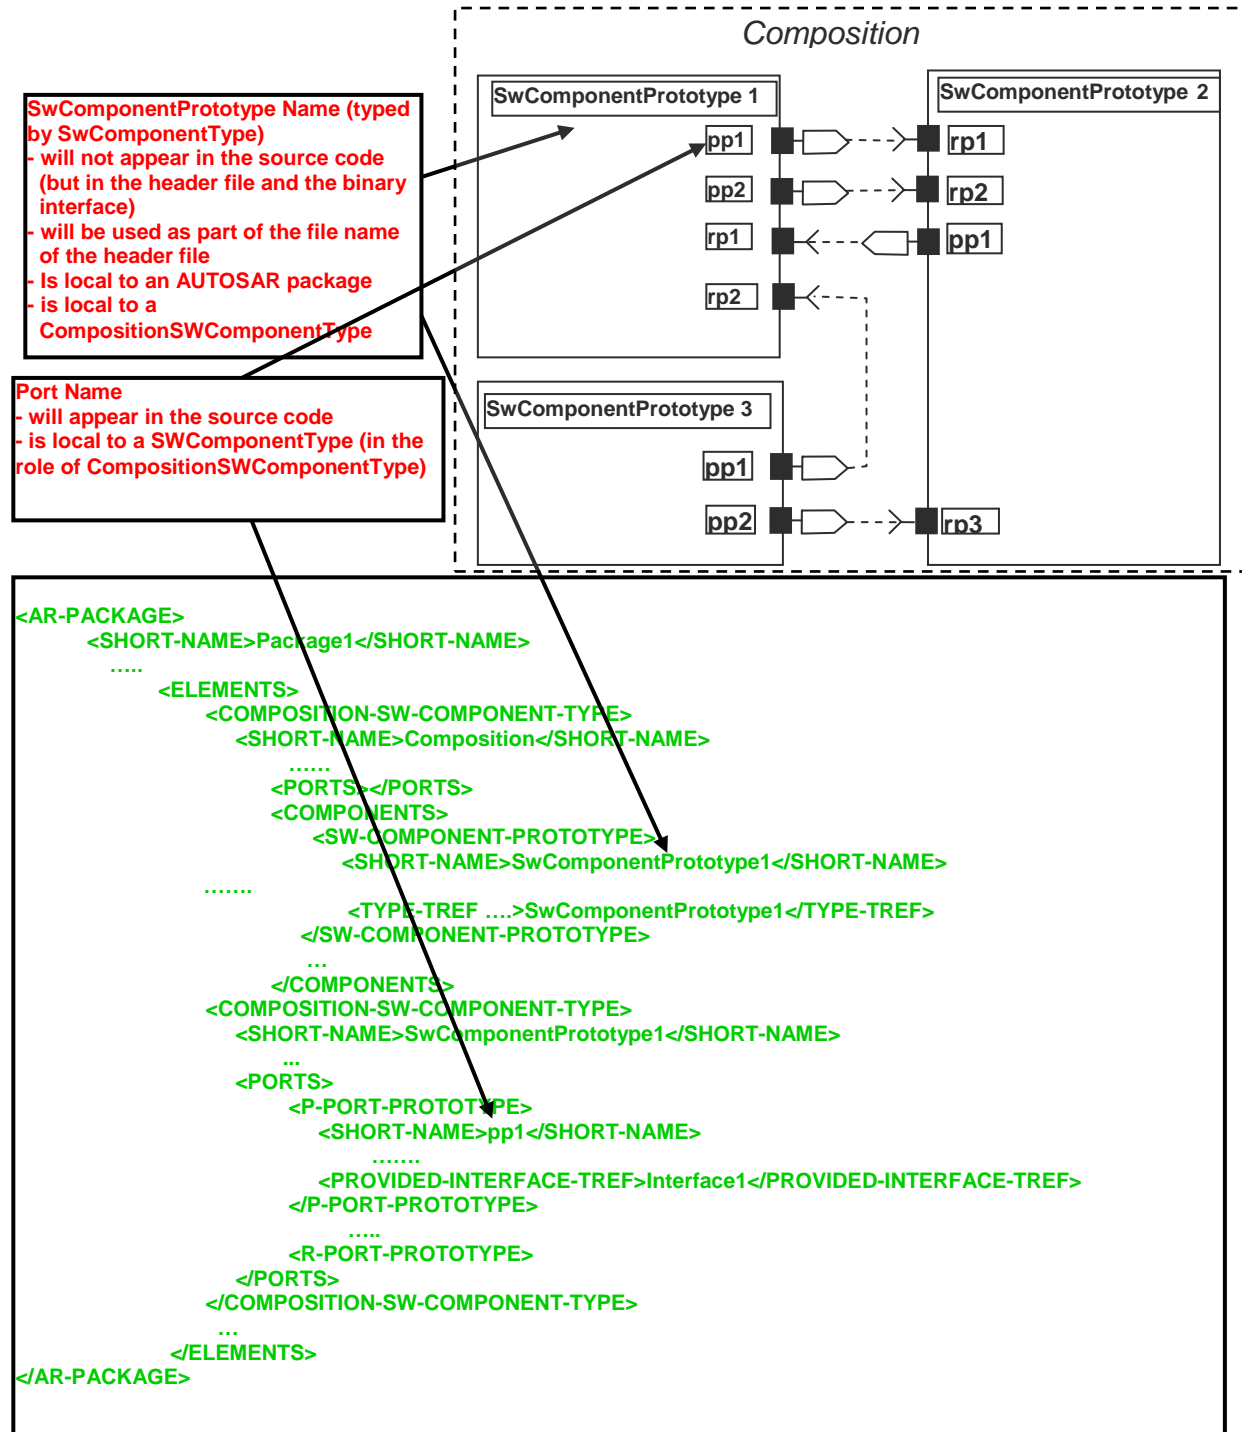 Composition
SwComponentPrototype Name (typed
by SwComponentType)
- will not appear in the source code
(but in the header file and the binary
interface)
- will be used as part of the file name
of the header file
- Is local to an AUTOSAR package
- is local to a
CompositionSWComponentType
Port Name
- will appear in the source code
- is local to a SWComponentType (in the
role of CompositionSWComponentType)
SwComponentPrototype 1
pp1
pp2
rp1
rp2
SwComponentPrototype 2
rp1
rp2
pp1
rp3
SwComponentPrototype 3
pp1
pp2
<AR-PACKAGE>
<SHORT-NAME>Package1</SHORT-NAME>
…..
<ELEMENTS>
<COMPOSITION-SW-COMPONENT-TYPE>
<SHORT-NAME>Composition</SHORT-NAME>
……
<PORTS></PORTS>
<COMPONENTS>
<SW-COMPONENT-PROTOTYPE>
<SHORT-NAME>SwComponentPrototype1</SHORT-NAME>
…….
<TYPE-TREF ….>SwComponentPrototype1</TYPE-TREF>
</SW-COMPONENT-PROTOTYPE>
…
</COMPONENTS>
<COMPOSITION-SW-COMPONENT-TYPE>
<SHORT-NAME>SwComponentPrototype1</SHORT-NAME>
...
<PORTS>
<P-PORT-PROTOTYPE>
<SHORT-NAME>pp1</SHORT-NAME>
…….
<PROVIDED-INTERFACE-TREF>Interface1</PROVIDED-INTERFACE-TREF>
</P-PORT-PROTOTYPE>
…..
<R-PORT-PROTOTYPE>
</PORTS>
</COMPOSITION-SW-COMPONENT-TYPE>
…
</ELEMENTS>
</AR-PACKAGE>